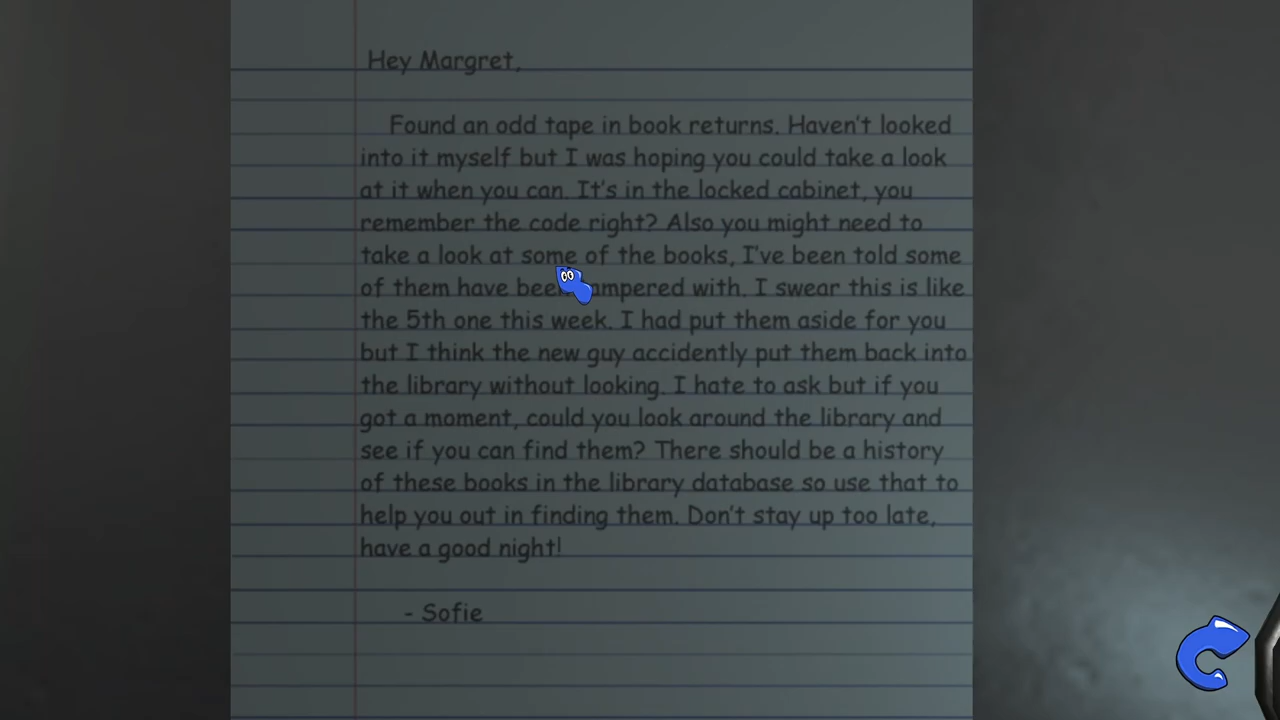 Hey Margret,
Found an odd tape in book returns. Haven't looked
into it myself but I was hoping you could take a look
at it when you can. It's in the locked cabinet, you
remember the code right? Also you might need to
take a look at some of the books, I've been told some
of them have been ampered with. I swear this is like
the 5th one this week. I had put them aside for you
but I think the new guy accidently put them back into
the library without looking. I hate to ask but if you
got a moment, could you look around the library and
see if you can find them? There should be a history
of these books in the library database so use that to
help you out in finding them. Don't stay up too late,
have a good night!
- Sofie